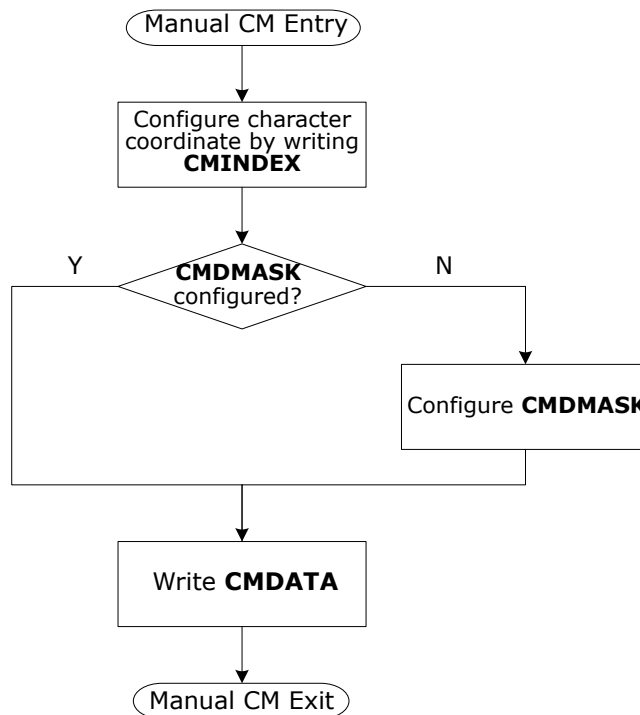 Manual CM Entry
Configure character
coordinate by writing
CMINDEX
Y
N
CMDMASK
configured?
Configure CMDMASK
Write CMDATA
Manual CM Exit